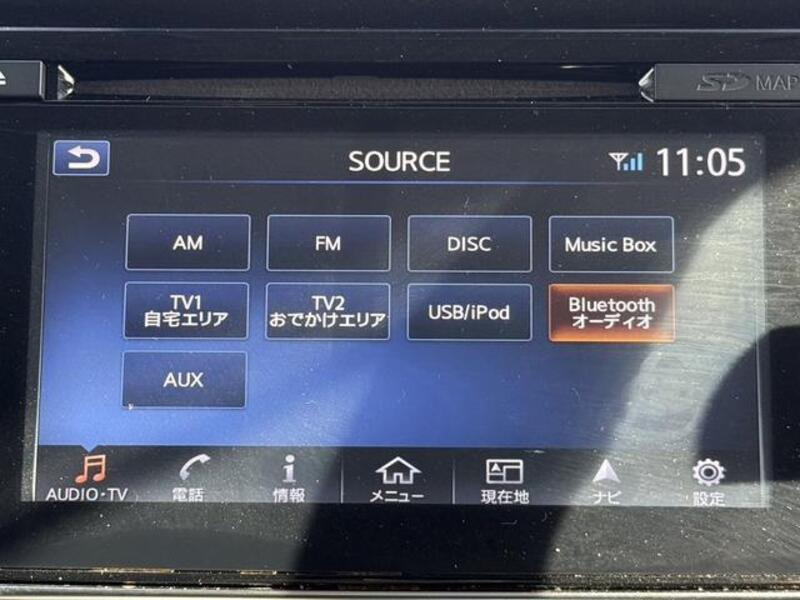 SD MAP
SOURCE
11:05
AM
FM
DISC
Music Box
TV1
自宅エリア
TV2
おでかけエリア
USB/iPod
Bluetooth
オーディオ
AUX
AUDIO・TV
電話
情報
メニュー
現在地
ナビ
設定